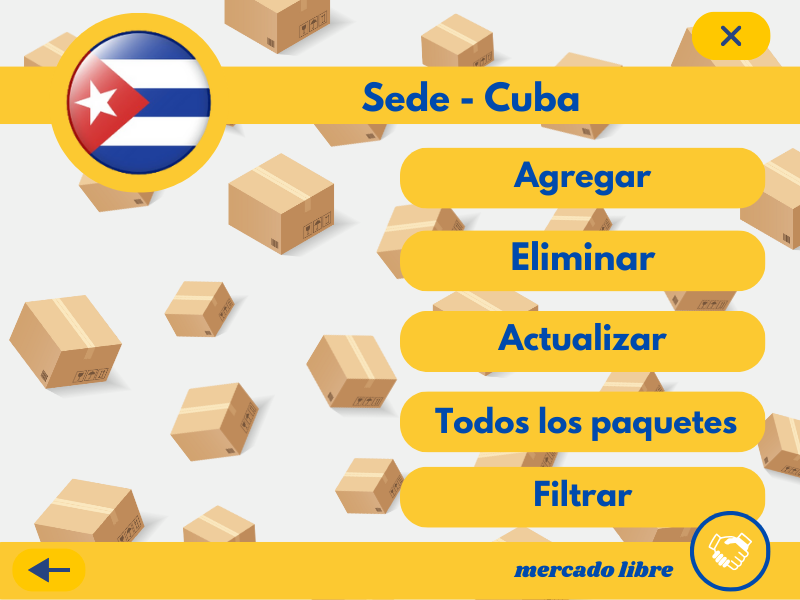 Sede - Cuba
Agregar
Eliminar
Actualizar
Todos los paquetes
Filtrar
mercado libre